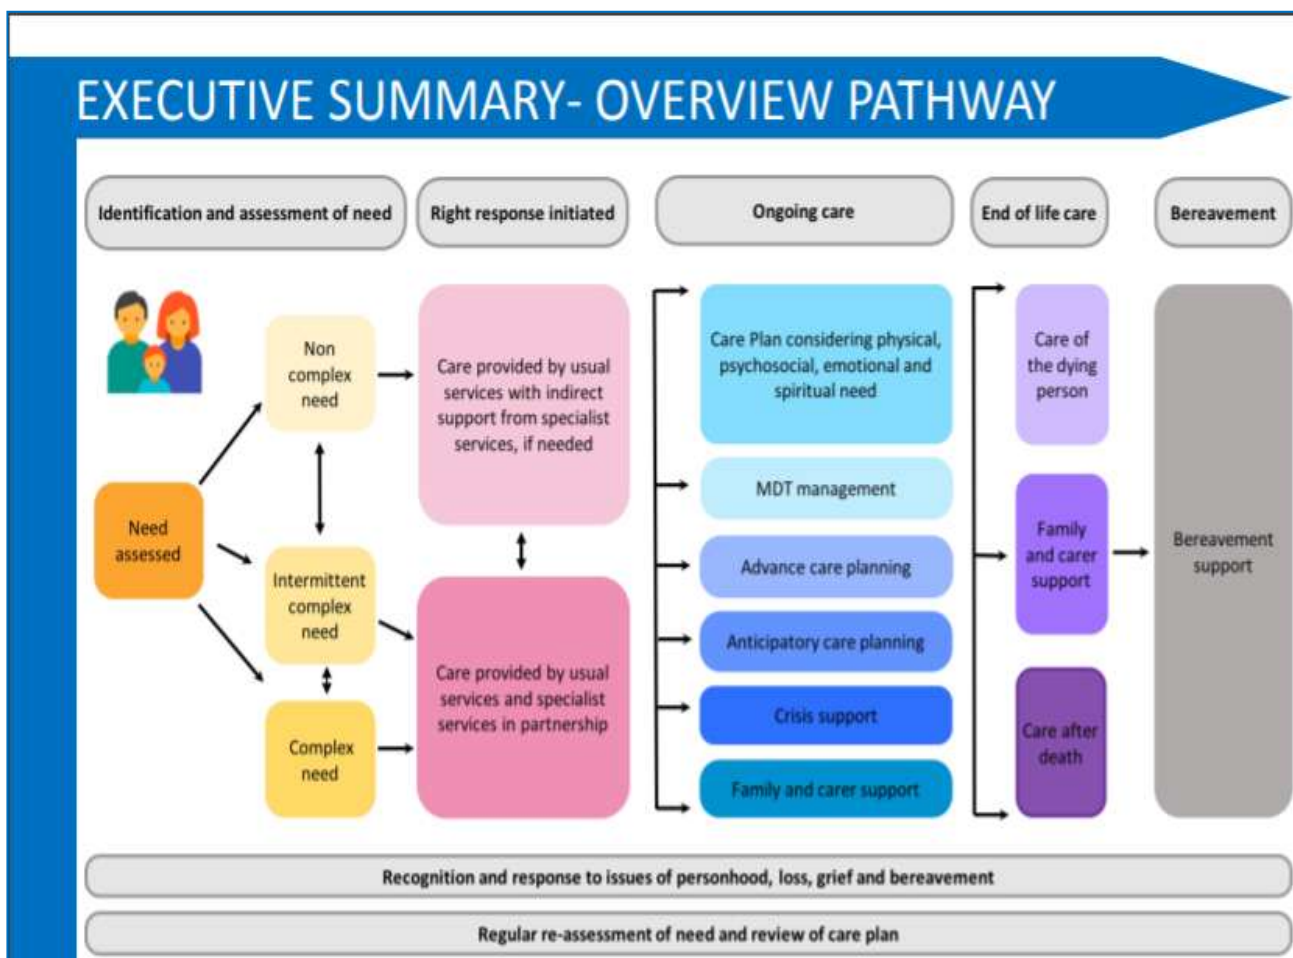 EXECUTIVE SUMMARY- OVERVIEW PATHWAY
Identification and assessment of need
Right response initiated
Ongoing care
End of life care
Bereavement
Need
assessed
Non
complex
need
Intermittent
complex
need
Complex
need
Care provided by usual
services with indirect
support from specialist
services, if needed
Care provided by usual
services and specialist
services in partnership
Care Plan considering physical,
psychosocial, emotional and
spiritual need
MDT management
Advance care planning
Anticipatory care planning
Crisis support
Family and carer support
Care of
the dying
person
Family
and carer
support
Care after
death
Bereavement
support
Recognition and response to issues of personhood, loss, grief and bereavement
Regular re-assessment of need and review of care plan